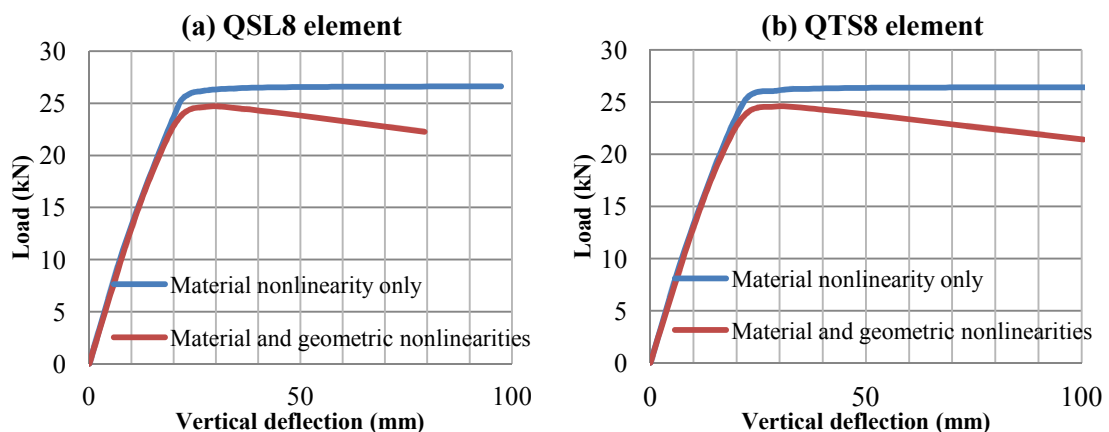 (a) QSL8 element
Load (kN)
30
25
20
15
10
5
0
Material nonlinearity only
Material and geometric nonlinearities
0
50
100
Vertical deflection (mm)
(b) QTS8 element
Load (kN)
30
25
20
15
10
5
0
Material nonlinearity only
Material and geometric nonlinearities
0
50
100
Vertical deflection (mm)